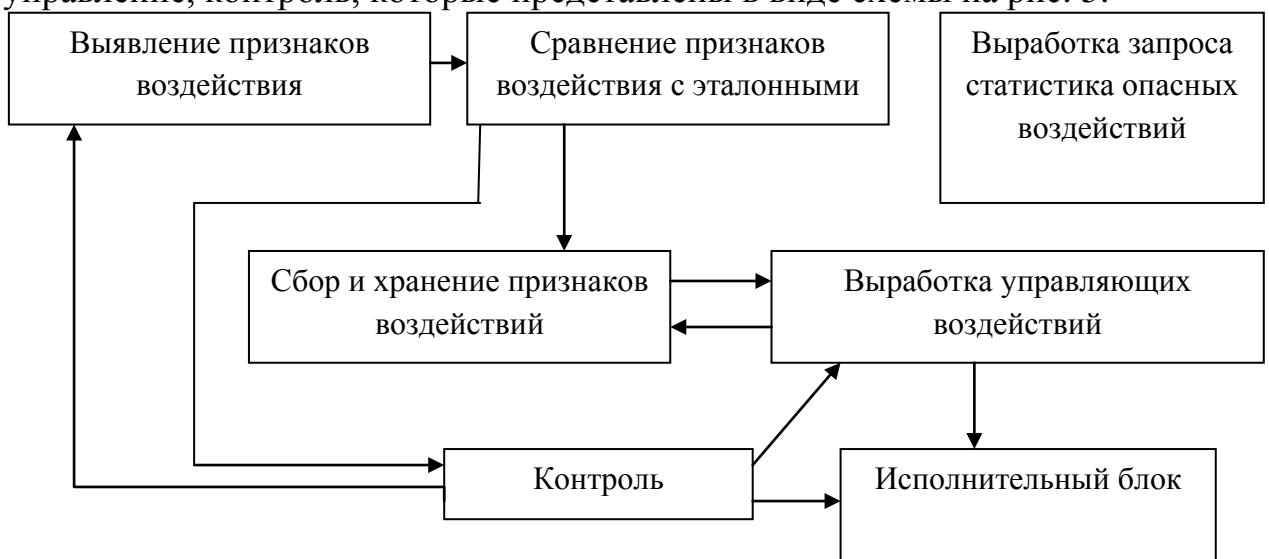 управление, контроль, которые представлены в виде схемы на рис. 3.
Выявление признаков
воздействия
Сравнение признаков
воздействия с эталонными
Выработка запроса
статистика опасных
воздействий
Сбор и хранение признаков
воздействий
Выработка управляющих
воздействий
Контроль
Исполнительный блок